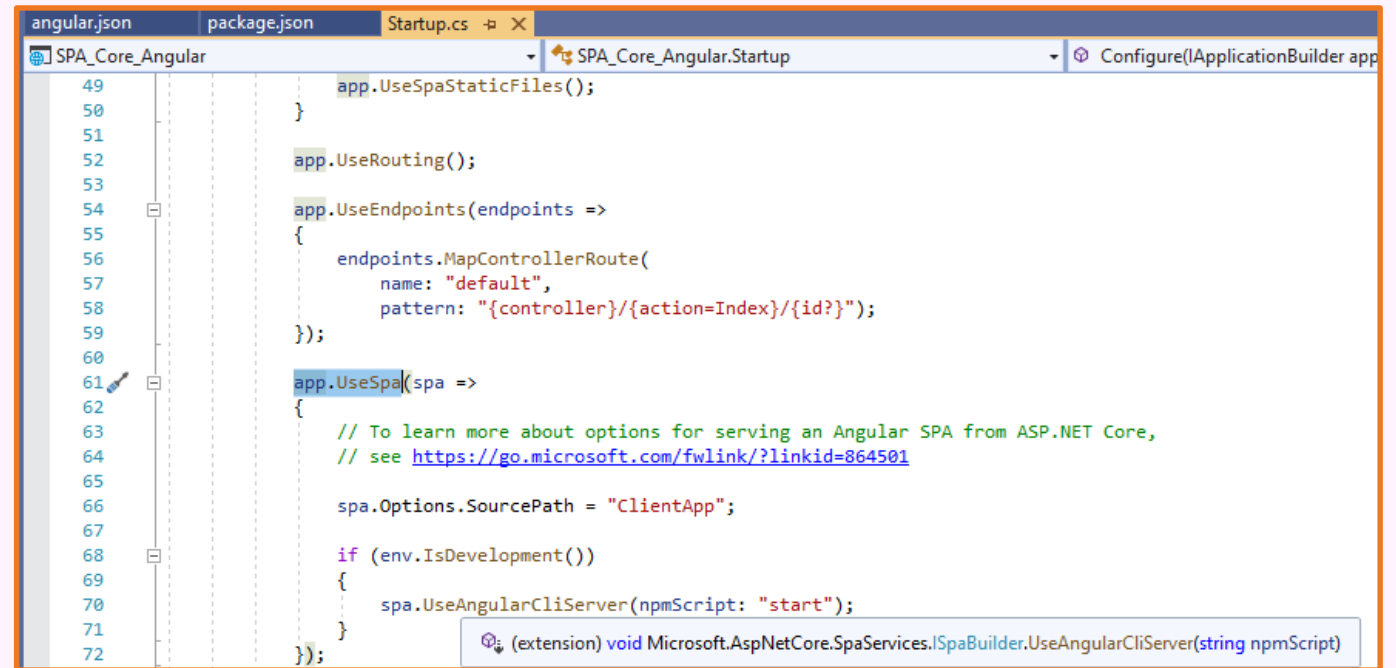 angular.json package.json Startup.cs
SPA_Core_Angular SPA_Core_Angular.Startup Configure(IApplicationBuilder app
49 app.UseSpaStaticFiles();
50 }
51
52 app.UseRouting();
53
54 app.UseEndpoints(endpoints =>
55 {
56 endpoints.MapControllerRoute(
57 name: "default",
58 pattern: "{controller}/{action=Index}/{id?}");
59 });
60
61 app.UseSpa(spa =>
62 {
63 // To learn more about options for serving an Angular SPA from ASP.NET Core,
64 // see https://go.microsoft.com/fwlink/?linkid=864501
65
66 spa.Options.SourcePath = "ClientApp";
67
68 if (env.IsDevelopment())
69 {
70 spa.UseAngularCliServer(npmScript: "start");
71 }
(extension) void Microsoft.AspNetCore.SpaServices.ISpaBuilder.UseAngularCliServer(string npmScript)
72 });